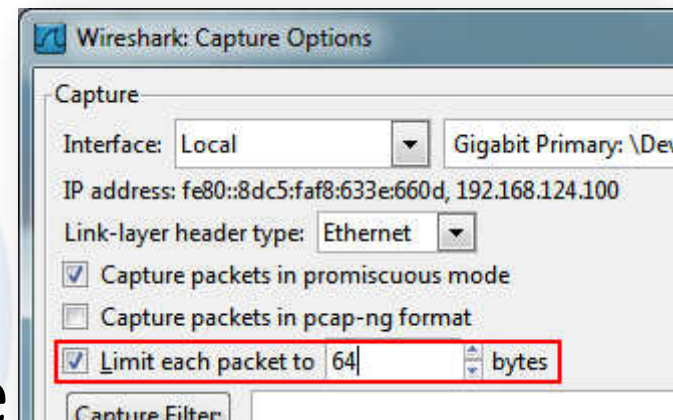 Wireshark: Capture Options
Capture
Interface: Local Gigabit Primary: \Dev
IP address: fe80::8dc5:faf8:633e:660d, 192.168.124.100
Link-layer header type: Ethernet
Capture packets in promiscuous mode
Capture packets in pcap-ng format
Limit each packet to 64 bytes
e
Capture Filter: